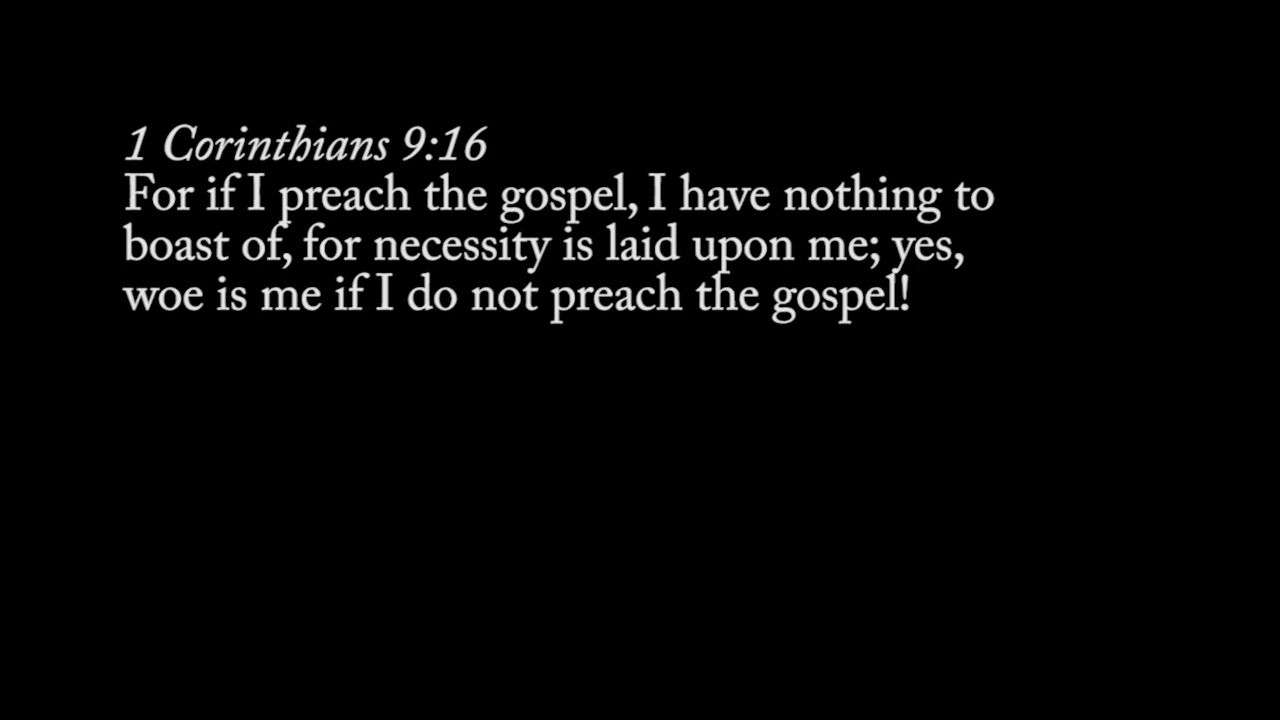 1 Corinthians 9:16
For if I preach the gospel, I have nothing to
boast of, for necessity is laid upon me; yes,
woe is me if I do not preach the gospel!